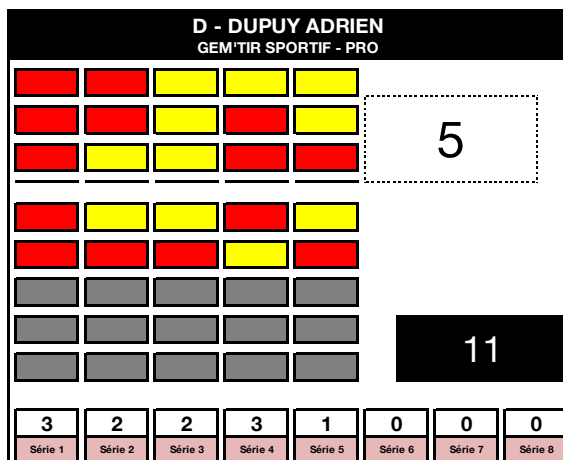 D - DUPUY ADRIEN
GEM'TIR SPORTIF - PRO
5
11
3 2 2 3 1 0 0 0
Série 1 Série 2 Série 3 Série 4 Série 5 Série 6 Série 7 Série 8